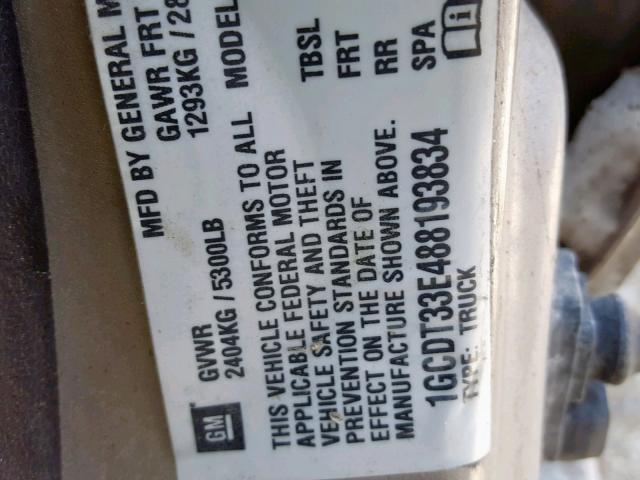 MFD BY GENERAL M
GAWR FRT
1293KG / 28
GVWR
2404KG / 5300LB
THIS VEHICLE CONFORMS TO ALL
APPLICABLE FEDERAL MOTOR
VEHICLE SAFETY AND THEFT
PREVENTION STANDARDS IN
EFFECT ON THE DATE OF
MANUFACTURE SHOWN ABOVE.
1GCDT33E488193834
TYPE: TRUCK
GM
MODEL
TBSL
FRT
RR
SPA
i